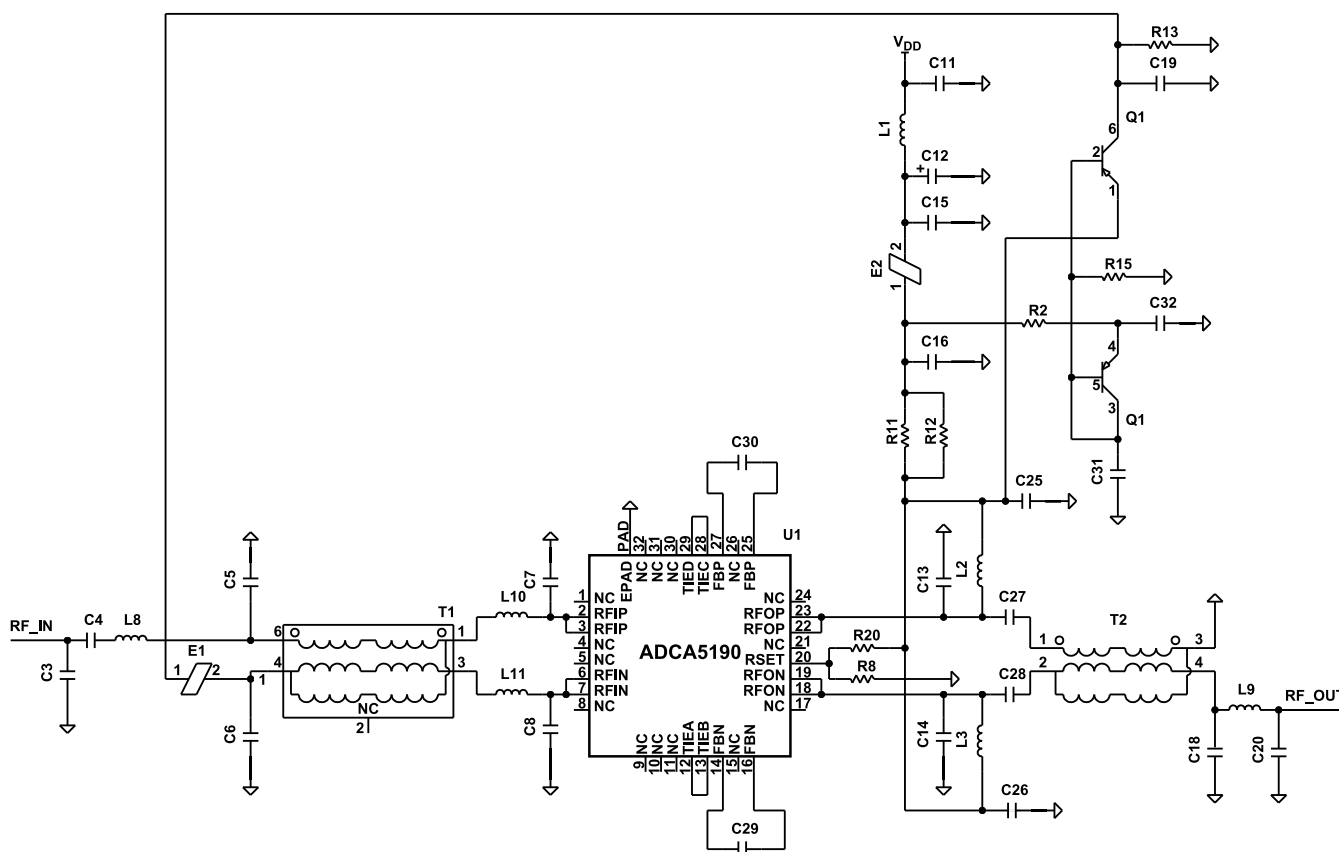 R13
V_DD
C11
C19
Q1
6
L1
2
C12
+
1
C15
2
E2
R15
1
R2
C32
C16
4
5
R11
R12
3
Q1
C30
C31
C25
PAD
32
31
30
29
28
27
26
25
U1
EPAD
NC
NC
NC
TIED
TIEC
FBP
NC
FBP
C5
C7
C13
L2
L10
1 NC
NC 24
C27
2 RFIP
RFOP 23
RF_IN
C4
L8
6
T1
1
3 RFIP
RFOP 22
1
T2
3
4 NC
NC 21
R20
ADCA5190
E1
C3
1
2
4
1
3
5 NC
RSET 20
R8
2
4
6 RFIN
RFON 19
C28
L11
7 RFIN
RFON 18
L9
RF_OUT
NC
8 NC
NC 17
2
C6
C8
C14
L3
C18
C20
NC
NC
NC
TIEA
TIEB
FBN
NC
FBN
9
10
11
12
13
14
15
16
C26
C29